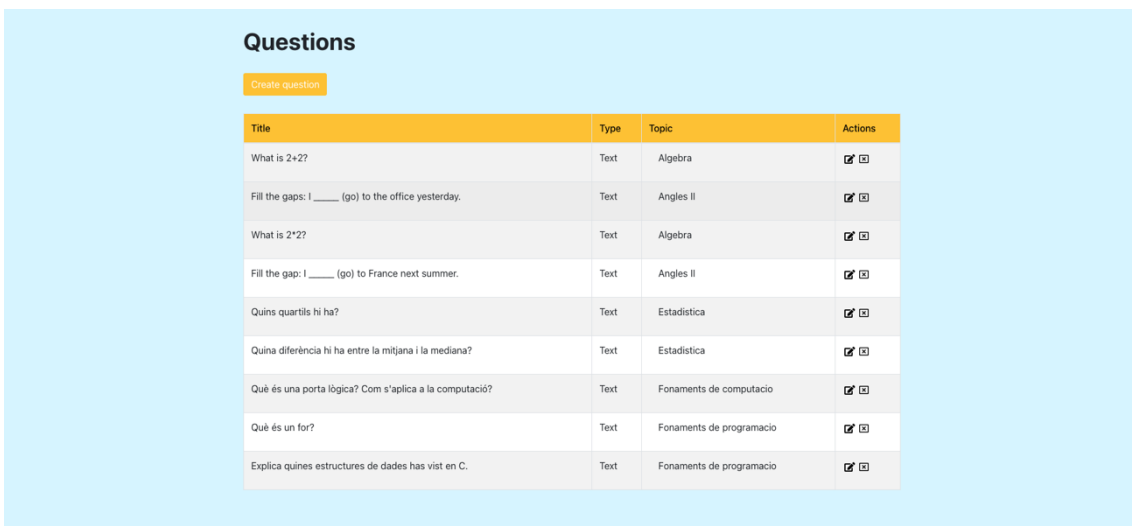 Questions
Create question
Title Type Topic Actions
What is 2+2? Text Algebra
Fill the gaps: I _____ (go) to the office yesterday. Text Angles II
What is 2*2? Text Algebra
Fill the gap: I _____ (go) to France next summer. Text Angles II
Quins quartils hi ha? Text Estadistica
Quina diferència hi ha entre la mitjana i la mediana? Text Estadistica
Què és una porta lògica? Com s'aplica a la computació? Text Fonaments de computacio
Què és un for? Text Fonaments de programacio
Explica quines estructures de dades has vist en C. Text Fonaments de programacio